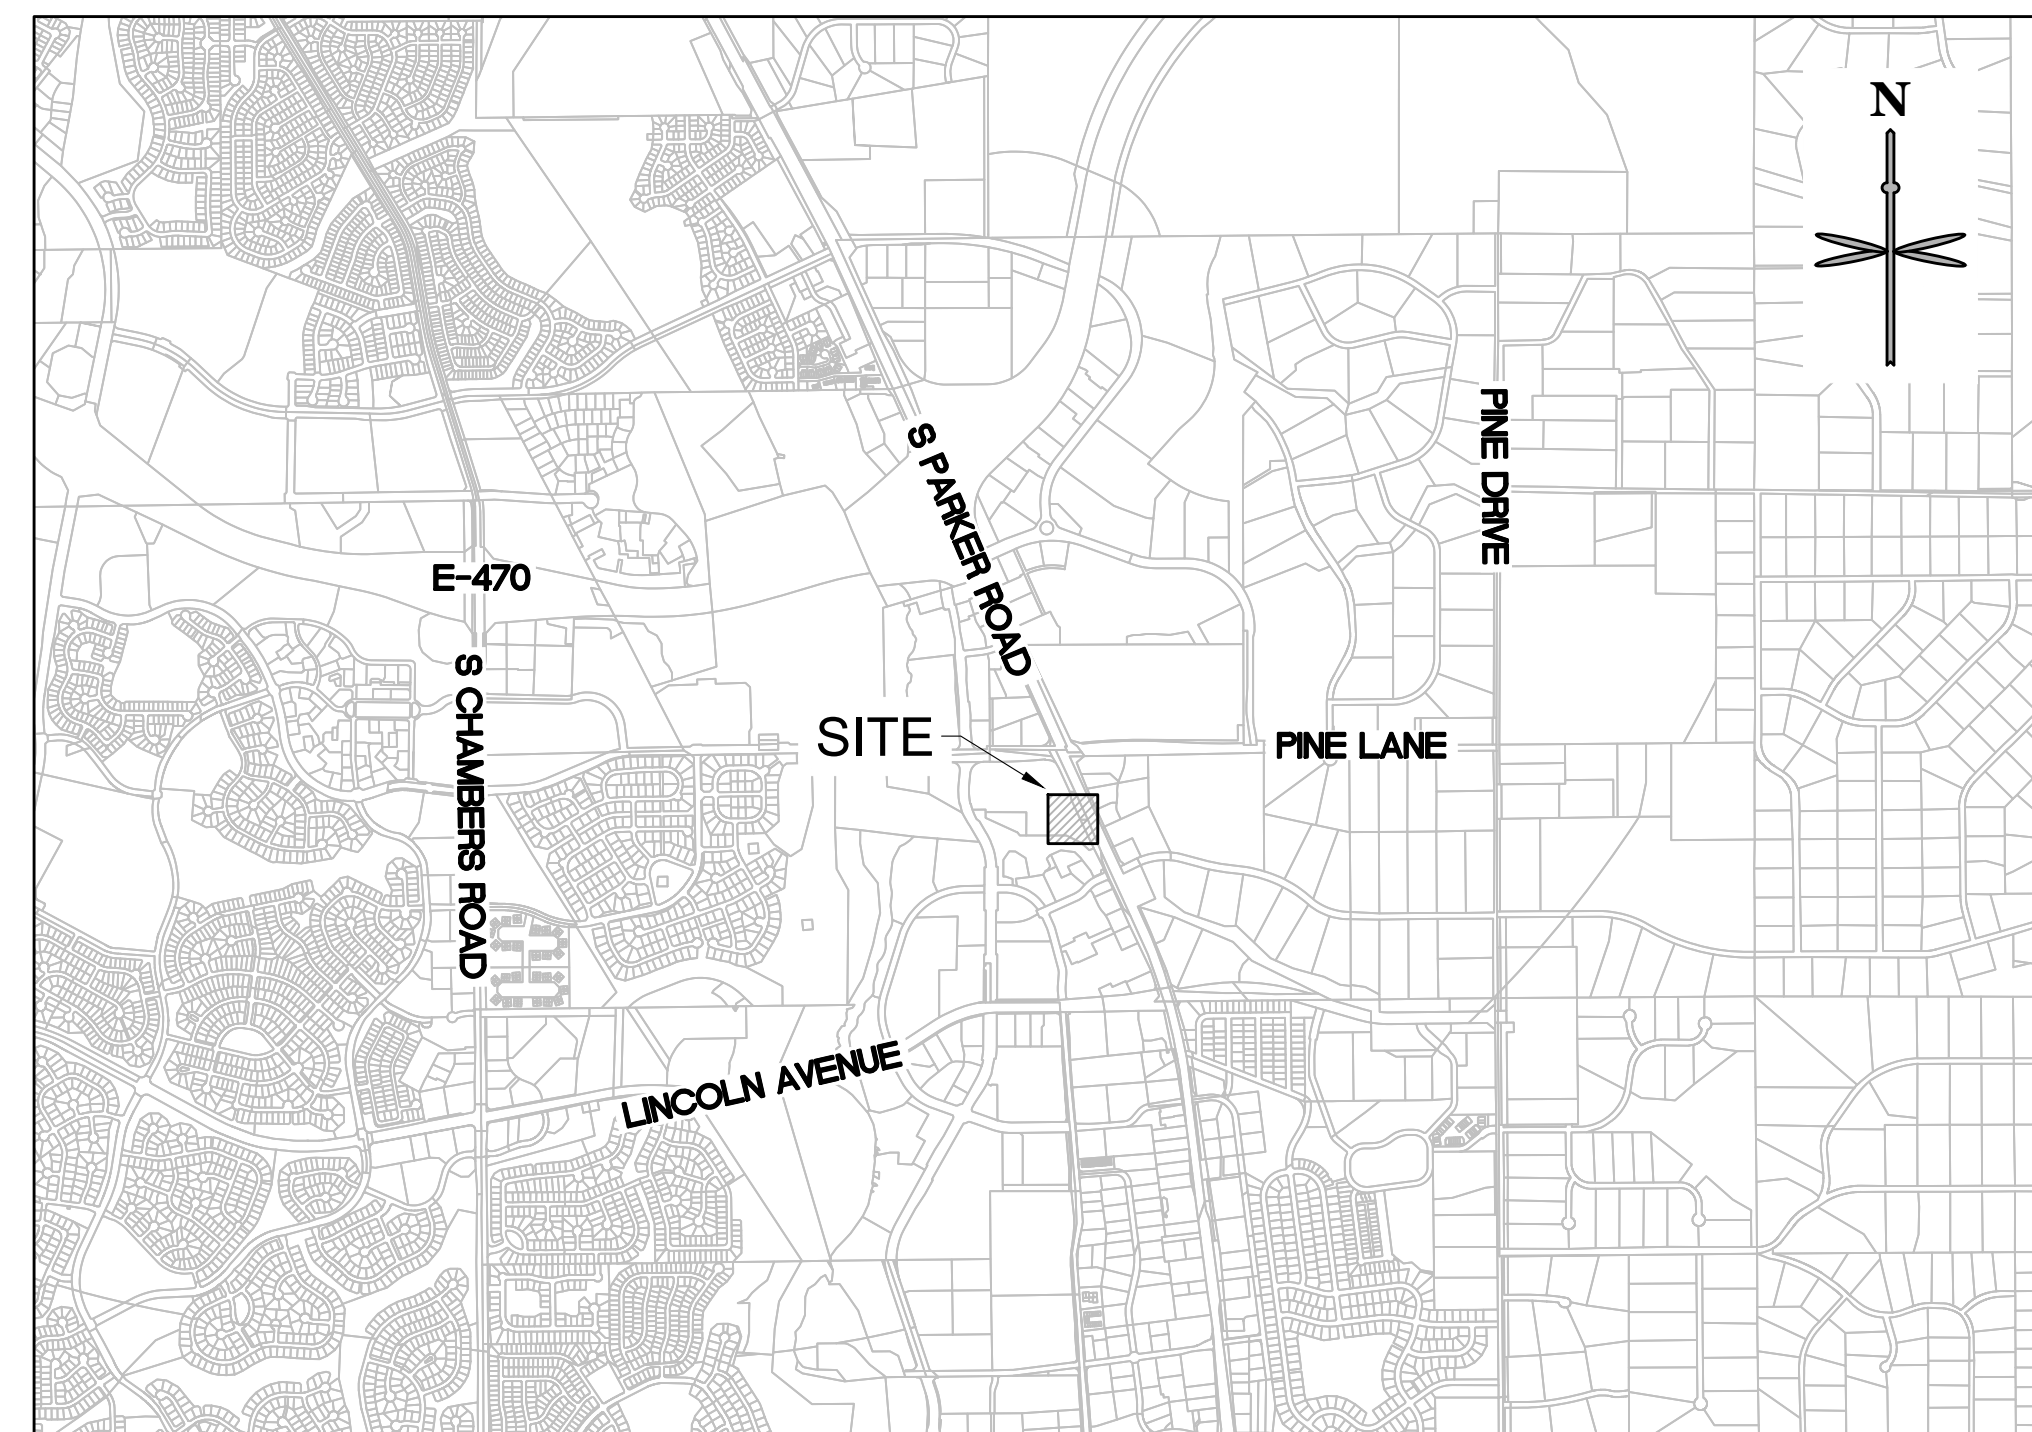 N
S PARKER ROAD
PINE DRIVE
E-470
S CHAMBERS ROAD
SITE
PINE LANE
LINCOLN AVENUE